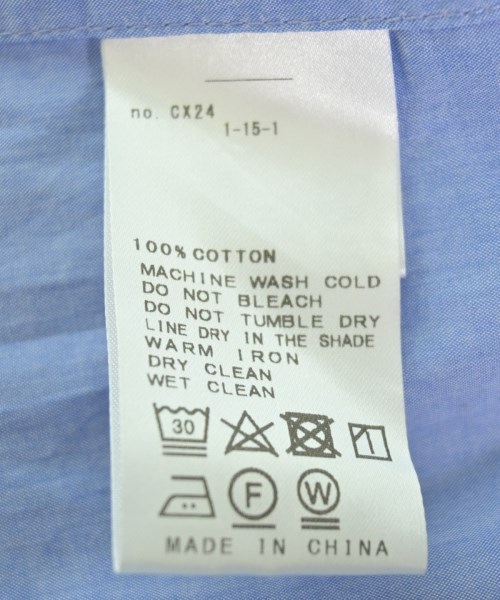 no. CX24
1-15-1
100% COTTON
MACHINE WASH COLD
DO NOT BLEACH
DO NOT TUMBLE DRY
LINE DRY IN THE SHADE
WARM IRON
DRY CLEAN
WET CLEAN
30
F W
MADE IN CHINA